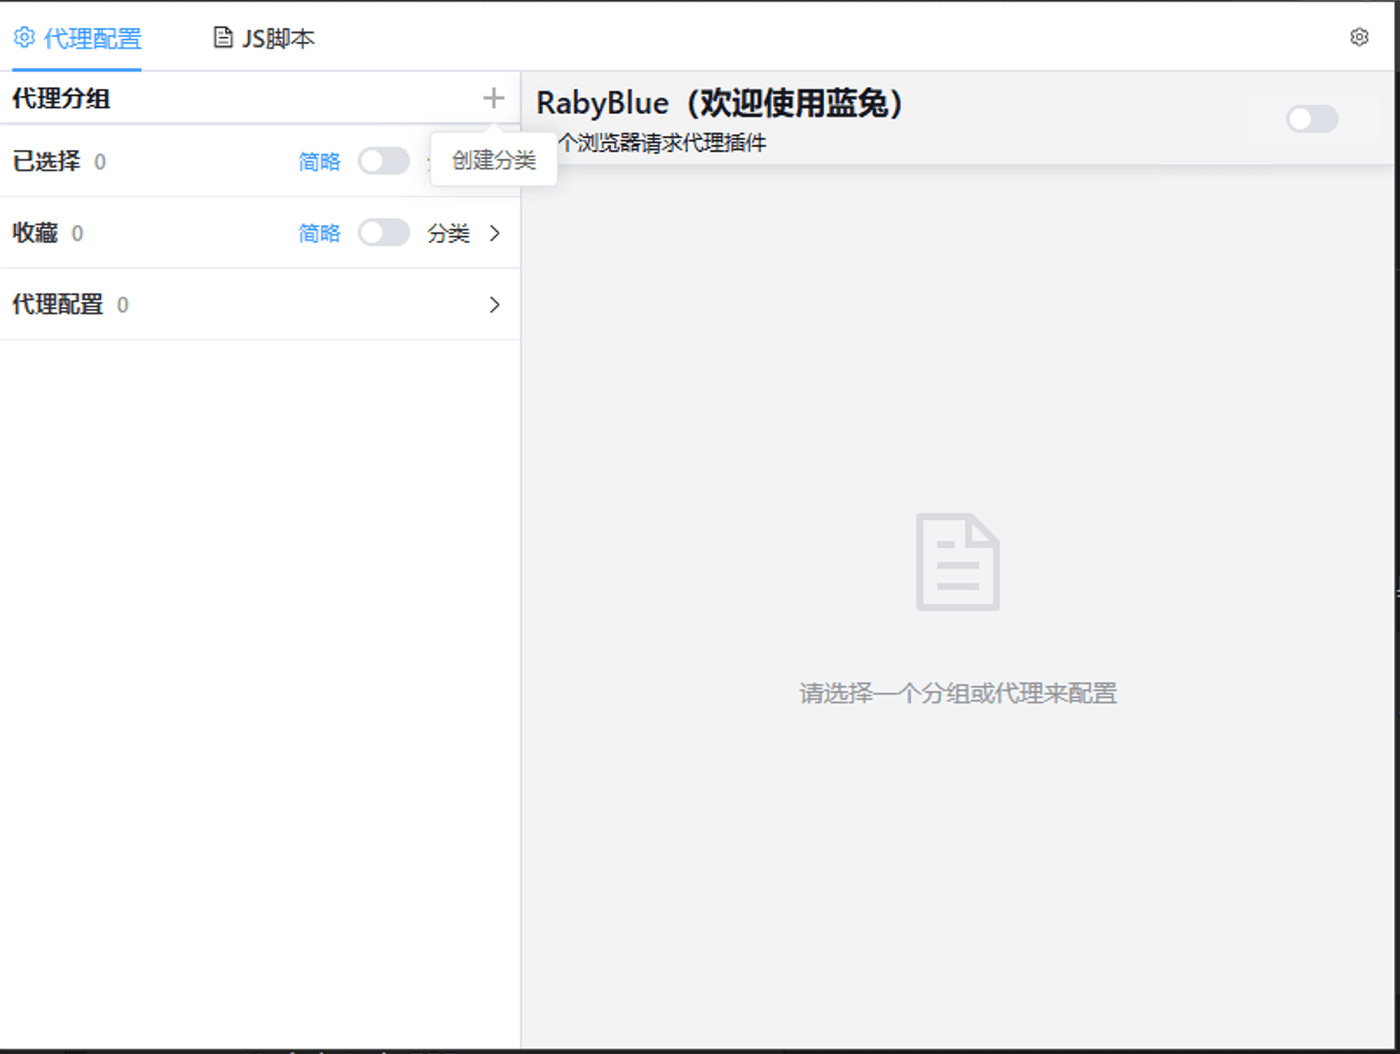 代理配置
JS脚本
代理分组
RabyBlue（欢迎使用蓝兔）
个浏览器请求代理插件
创建分类
已选择 0
简略
收藏 0
简略
分类
代理配置 0
请选择一个分组或代理来配置